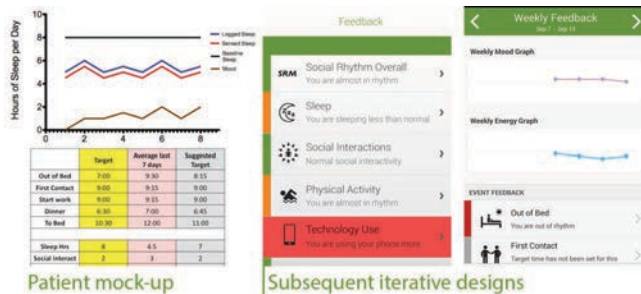 Hours of Sleep per Day
10
8
6
4
2
0
0 2 4 6 8 10
Logged Sleep
Sensed Sleep
Baseline Sleep
Mood
Target Average last 7 days Suggested Target
Out of Bed 7:00 9:30 8:15
First Contact 9:00 9:15 9:00
Start work 9:00 9:15 9:00
Dinner 6:30 7:00 6:45
To Bed 10:30 12:00 11:00
Sleep Hrs 8 6.5 7
Social Interact 2 3 2
Patient mock-up
Feedback
SRM Social Rhythm Overall
You are almost in rhythm
Sleep
You are sleeping less than normal
Social Interactions
Normal social interactivity
Physical Activity
You are almost in rhythm
Technology Use
You are using your phone more
Weekly Feedback
Sep 7 - Sep 13
Weekly Mood Graph
Weekly Energy Graph
EVENT FEEDBACK
Out of Bed
You are out of rhythm
First Contact
Target time has not been set for this
Subsequent iterative designs